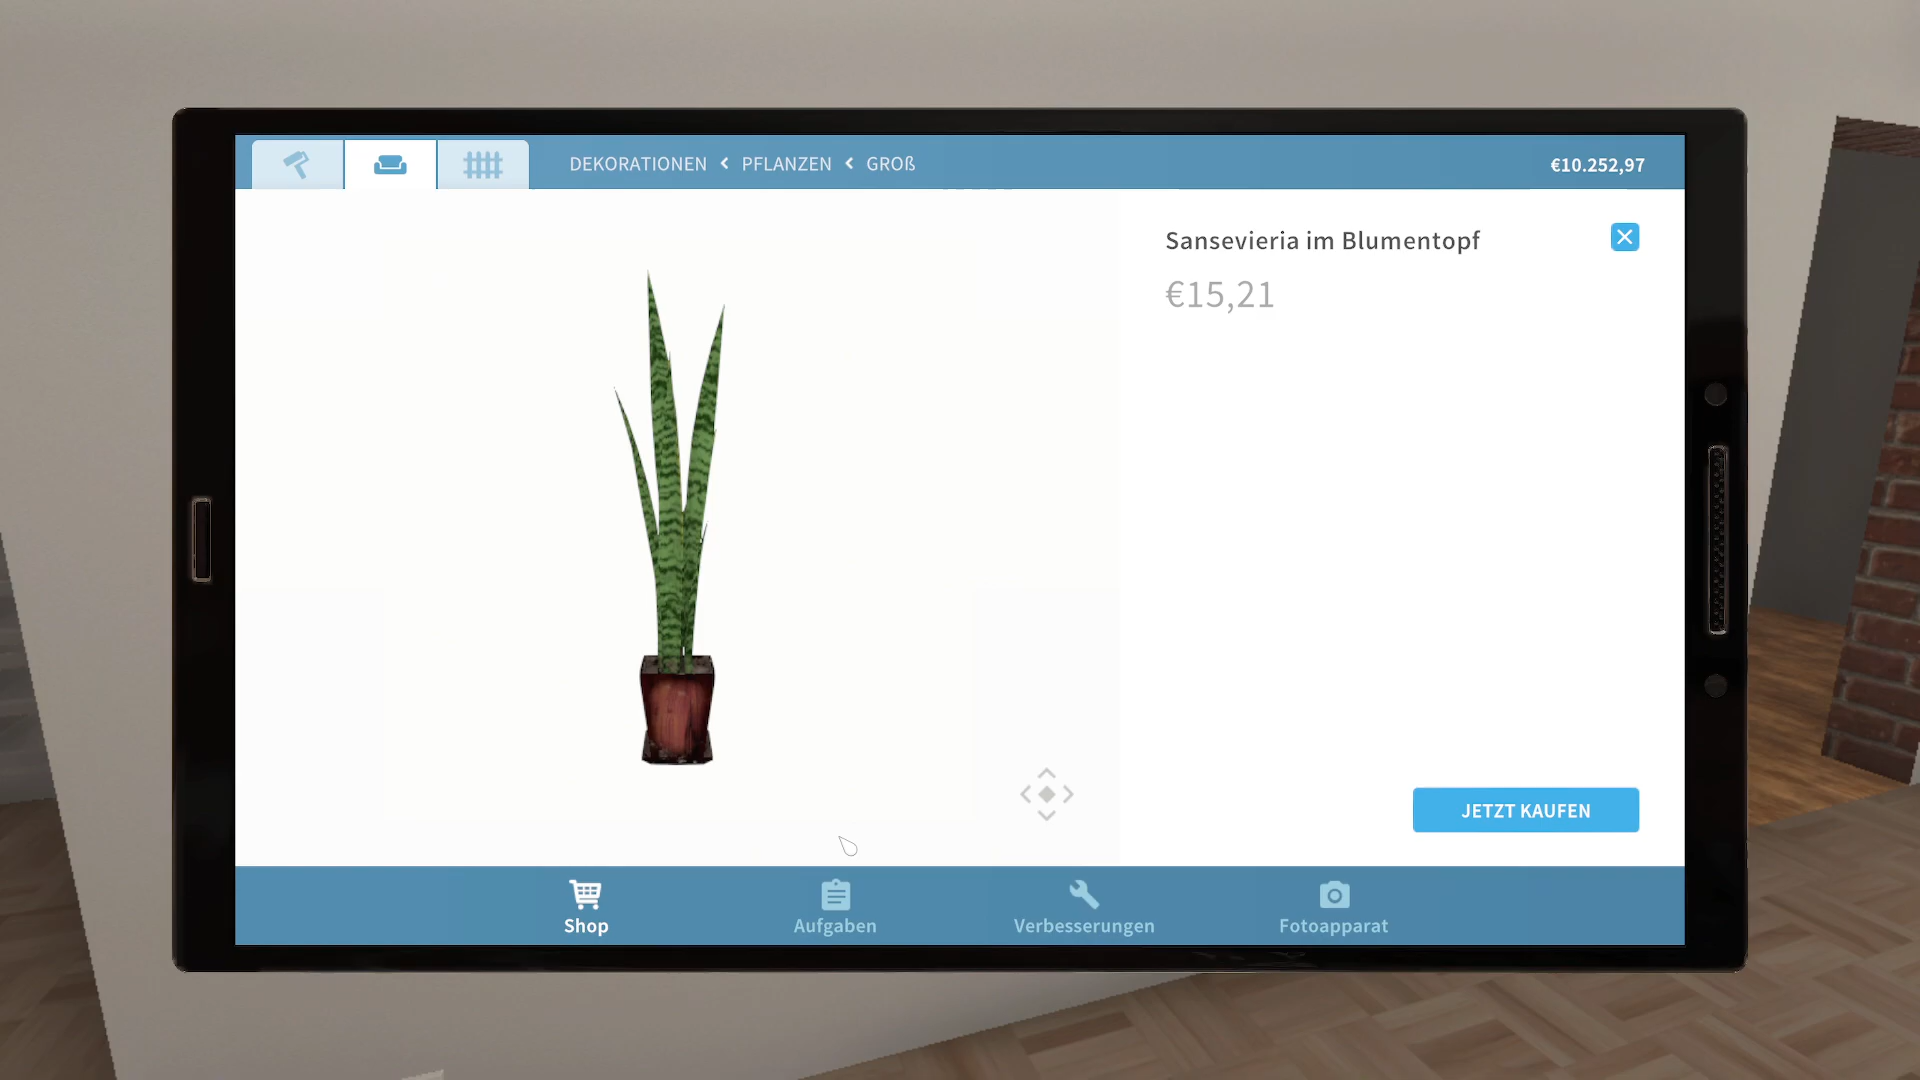 DEKORATIONEN < PFLANZEN < GROß
€10.252,97
Sansevieria im Blumentopf
€15,21
JETZT KAUFEN
Shop
Aufgaben
Verbesserungen
Fotoapparat